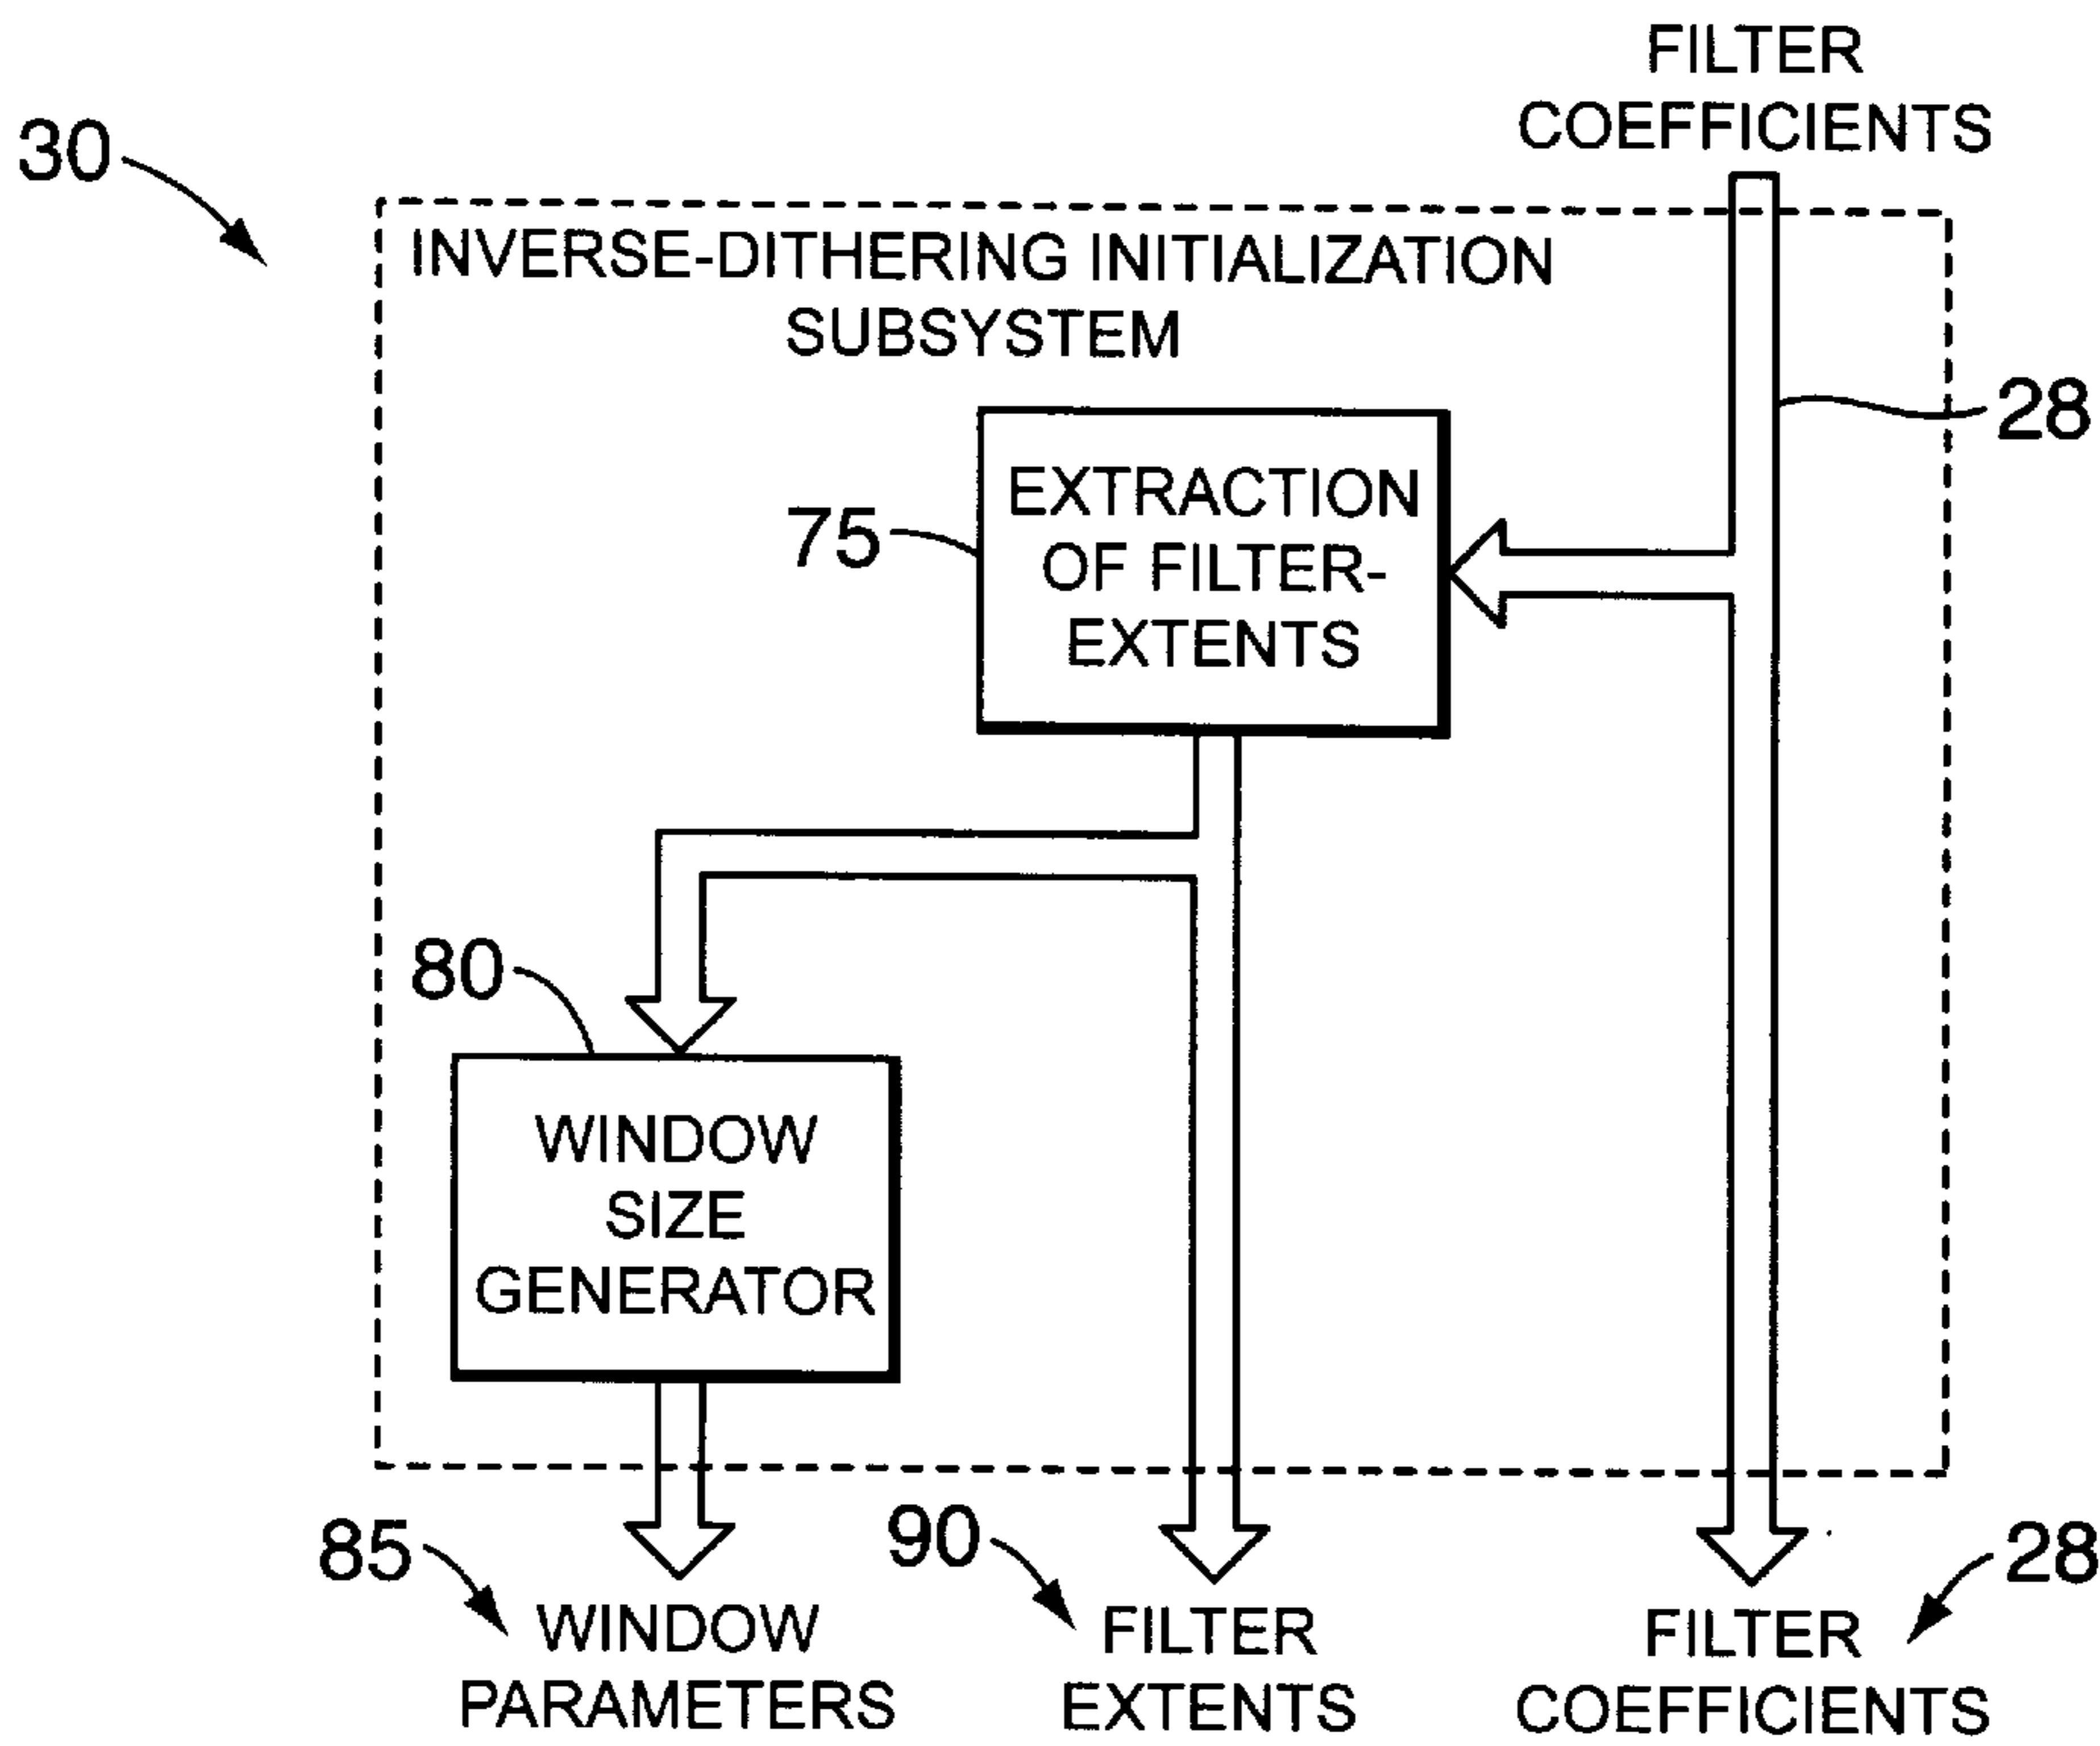 FILTER
COEFFICIENTS
30
INVERSE-DITHERING INITIALIZATION
SUBSYSTEM
28
EXTRACTION
OF FILTER-
EXTENTS
75
80
WINDOW
SIZE
GENERATOR
85
WINDOW
PARAMETERS
90
FILTER
EXTENTS
28
FILTER
COEFFICIENTS